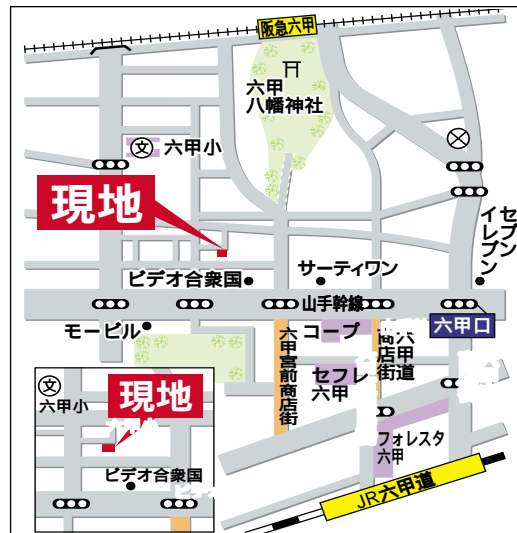 阪急六甲
六甲
八幡神社
文
六甲小
現地
セブン
イレブン
ビデオ合衆国
サーティワン
山手幹線
六甲口
モービル
コープ
六甲宮前商店街
六甲道
商店街
セフレ
六甲
フォレスタ
六甲
JR六甲道
文
六甲小
現地
ビデオ合衆国